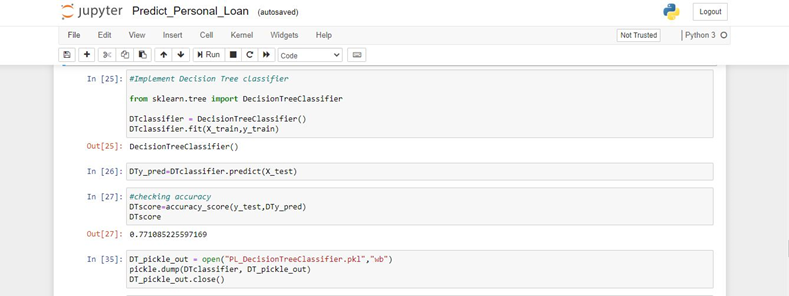 jupyter Predict_Personal_Loan (autosaved)
Logout
File Edit View Insert Cell Kernel Widgets Help
Not Trusted
Python 3
Run
Code
In [25]:
#Implement Decision Tree classifier
from sklearn.tree import DecisionTreeClassifier
DTclassifier = DecisionTreeClassifier()
DTclassifier.fit(X_train,y_train)
Out[25]: DecisionTreeClassifier()
In [26]: DTy_pred=DTclassifier.predict(X_test)
In [27]: #checking accuracy
DTscore=accuracy_score(y_test,DTy_pred)
DTscore
Out[27]: 0.771085225597169
In [35]: DT_pickle_out = open("PL_DecisionTreeClassifier.pkl","wb")
pickle.dump(DTclassifier, DT_pickle_out)
DT_pickle_out.close()